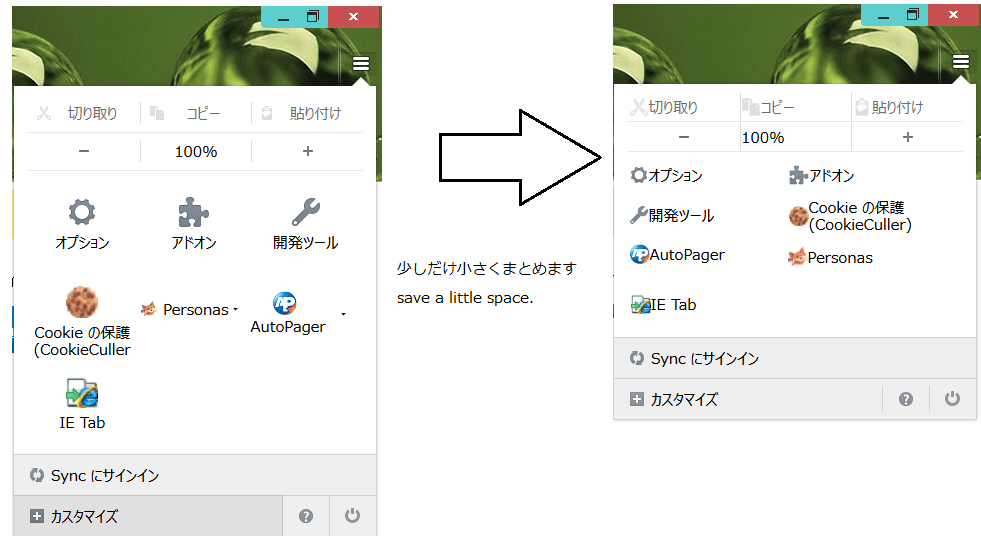 切り取り コピー 貼り付け
− 100% +
オプション アドオン 開発ツール
Cookie の保護
(CookieCuller
Personas
AutoPager
IE Tab
Sync にサインイン
カスタマイズ
少しだけ小さくまとめます
save a little space.
切り取り コピー 貼り付け
− 100% +
オプション アドオン
開発ツール Cookie の保護
(CookieCuller)
AutoPager Personas
IE Tab
Sync にサインイン
カスタマイズ